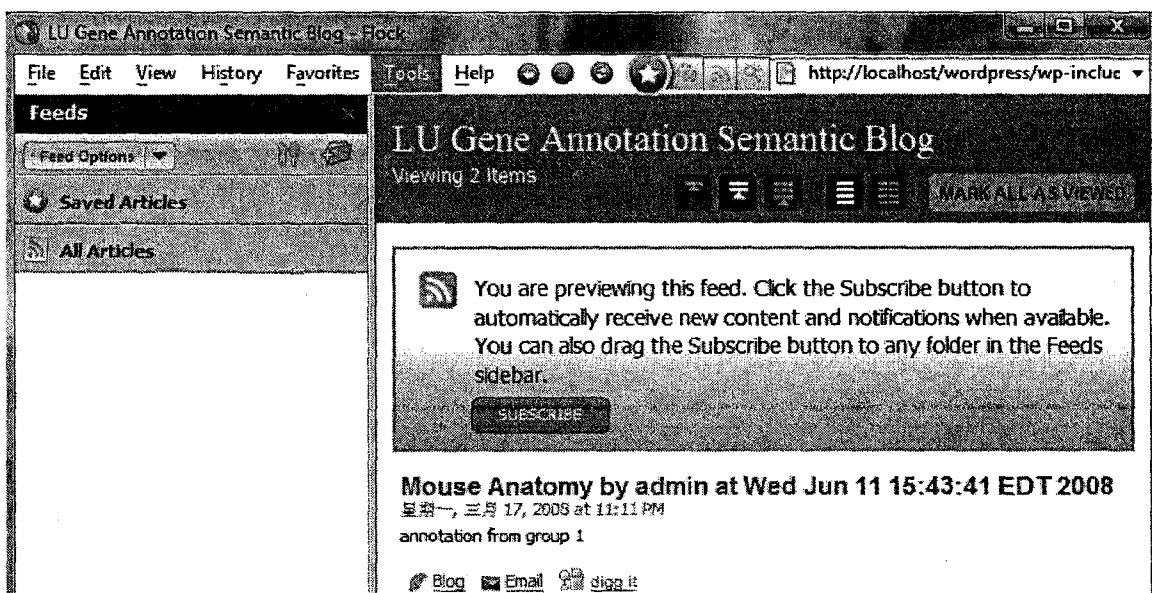 LU Gene Annotation Semantic Blog - Flock
File Edit View History Favorites Tools Help http://localhost/wordpress/wp-incluc
Feeds
Feed Options
Saved Articles
All Articles
LU Gene Annotation Semantic Blog
Viewing 2 Items
MARK ALL AS VIEWED
You are previewing this feed. Click the Subscribe button to
automatically receive new content and notifications when available.
You can also drag the Subscribe button to any folder in the Feeds
sidebar.
SUBSCRIBE
Mouse Anatomy by admin at Wed Jun 11 15:43:41 EDT 2008
星期一, 三月 17, 2008 at 11:11 PM
annotation from group 1
Blog Email digg it